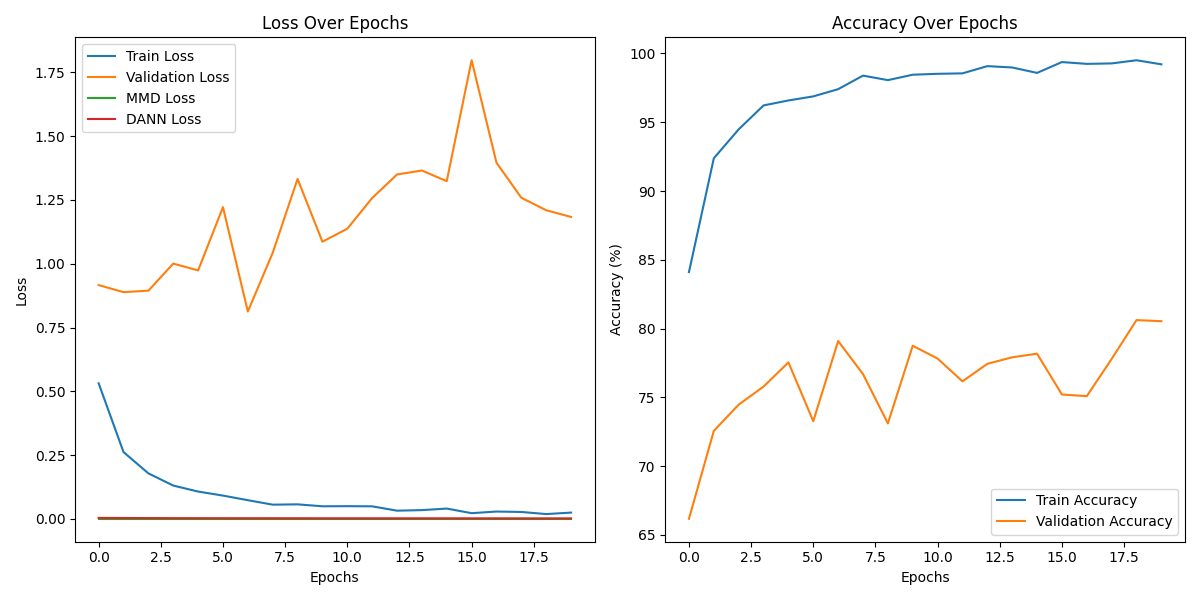 Loss Over Epochs
Train Loss
Validation Loss
MMD Loss
DANN Loss
1.75
1.50
1.25
1.00
0.75
0.50
0.25
0.00
Loss
0.0 2.5 5.0 7.5 10.0 12.5 15.0 17.5
Epochs
Accuracy Over Epochs
100
95
90
85
80
75
70
65
Accuracy (%)
Train Accuracy
Validation Accuracy
0.0 2.5 5.0 7.5 10.0 12.5 15.0 17.5
Epochs